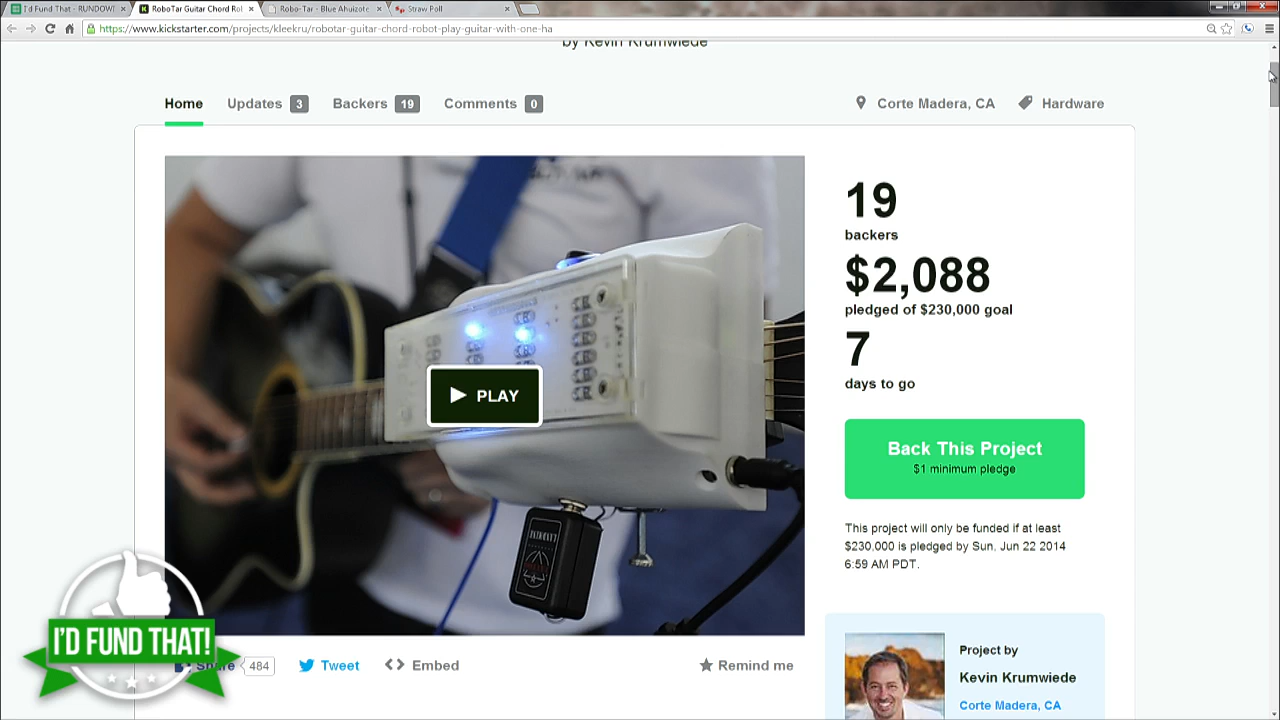 I'd Fund That - RUNDOW
RoboTar Guitar Chord Ro
Robo-Tar - Blue Ahuizote
Straw Poll
https://www.kickstarter.com/projects/kleekru/robotar-guitar-chord-robot-play-guitar-with-one-ha
by Kevin Krumwiede
Home Updates 3 Backers 19 Comments 0
Corte Madera, CA Hardware
PLAY
19
backers
$2,088
pledged of $230,000 goal
7
days to go
Back This Project
$1 minimum pledge
This project will only be funded if at least
$230,000 is pledged by Sun, Jun 22 2014
6:59 AM PDT.
I'D FUND THAT!
Share 484 Tweet Embed Remind me
Project by
Kevin Krumwiede
Corte Madera, CA